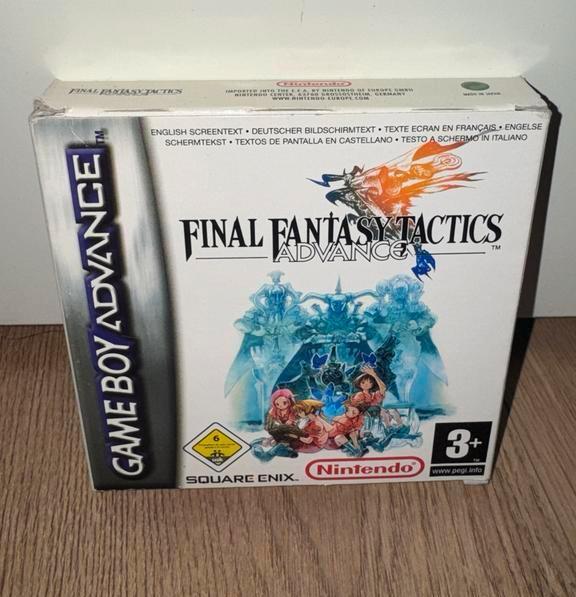 FINAL FANTASY TACTICS
ADVANCE
Nintendo
IMPORTED INTO THE E.E.A. BY NINTENDO OF EUROPE GMBH
NINTENDO CENTER, 63760 GROSSOSTHEIM, GERMANY
WWW.NINTENDO-EUROPE.COM
MADE IN JAPAN
GAME BOY ADVANCE™
ENGLISH SCREENTEXT • DEUTSCHER BILDSCHIRMTEXT • TEXTE ECRAN EN FRANÇAIS • ENGELSE
SCHERMTEKST • TEXTOS DE PANTALLA EN CASTELLANO • TESTO A SCHERMO IN ITALIANO
FINAL FANTASY TACTICS
ADVANCE™
6
SQUARE ENIX™
Nintendo®
3+
™
www.pegi.info